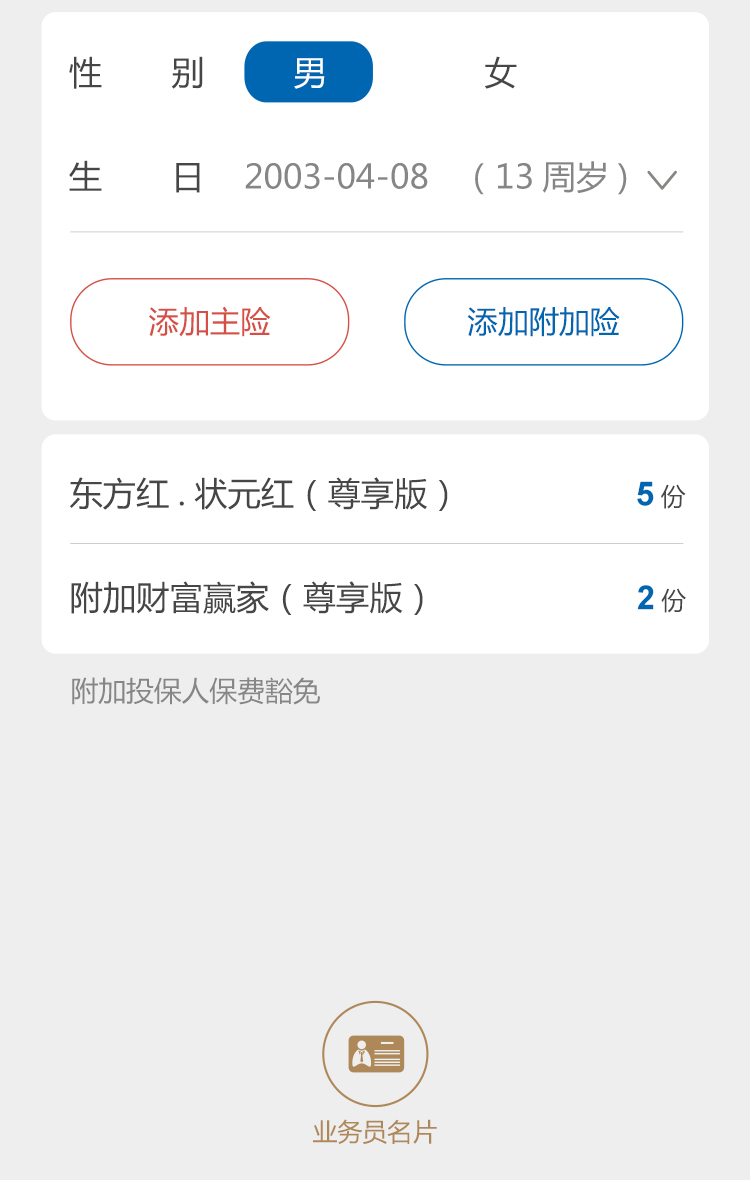 性 别 男 女
生 日 2003-04-08 （13 周岁）
添加主险 添加附加险
东方红 . 状元红（尊享版） 5 份
附加财富赢家（尊享版） 2 份
附加投保人保费豁免
业务员名片